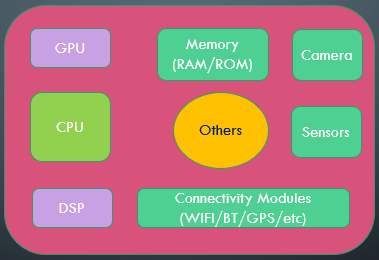 GPU
Memory
(RAM/ROM)
Camera
CPU
Others
Sensors
DSP
Connectivity Modules
(WIFI/BT/GPS/etc)